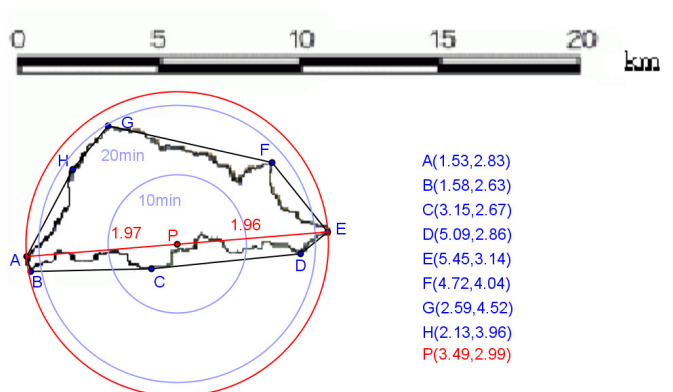 0 5 10 15 20
km
G
F
H
20min
10min
1.97 P 1.96
E
A
B
C
D
A(1.53,2.83)
B(1.58,2.63)
C(3.15,2.67)
D(5.09,2.86)
E(5.45,3.14)
F(4.72,4.04)
G(2.59,4.52)
H(2.13,3.96)
P(3.49,2.99)